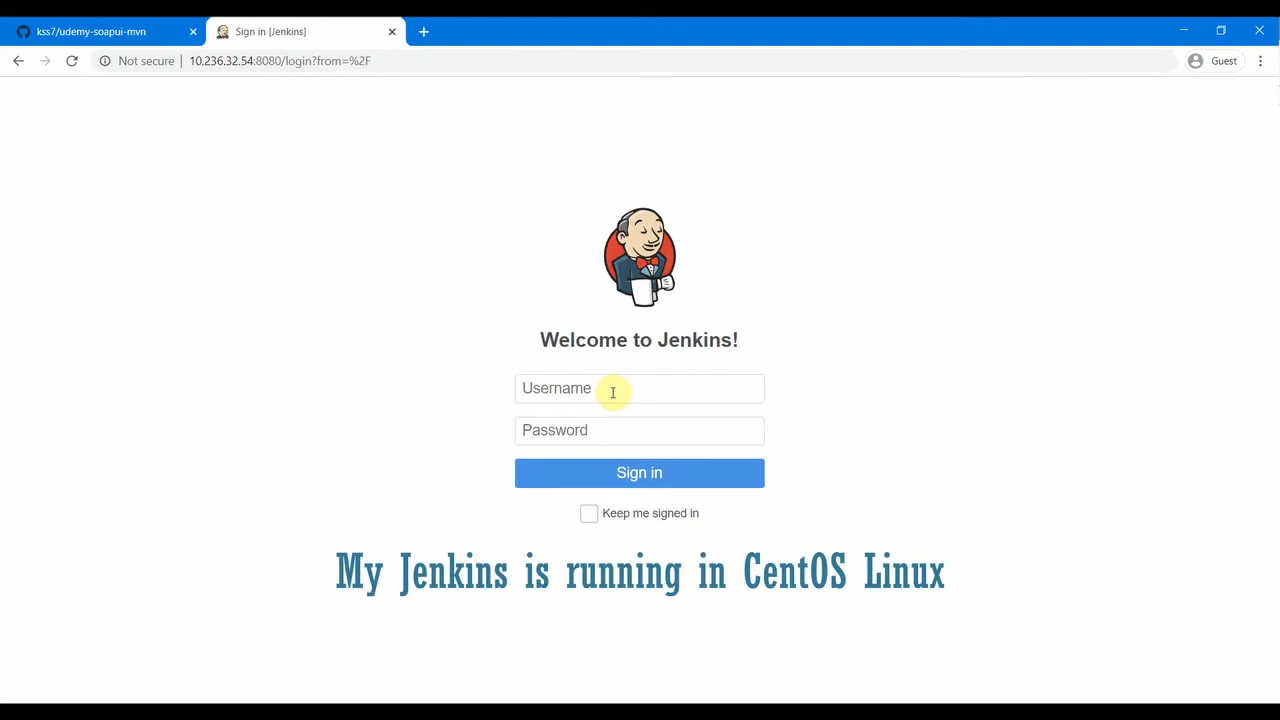 kss7/udemy-soapui-mvn
Sign in [Jenkins]
Not secure
10.236.32.54:8080/login?from=%2F
Guest
Welcome to Jenkins!
Username
Password
Sign in
Keep me signed in
My Jenkins is running in CentOS Linux